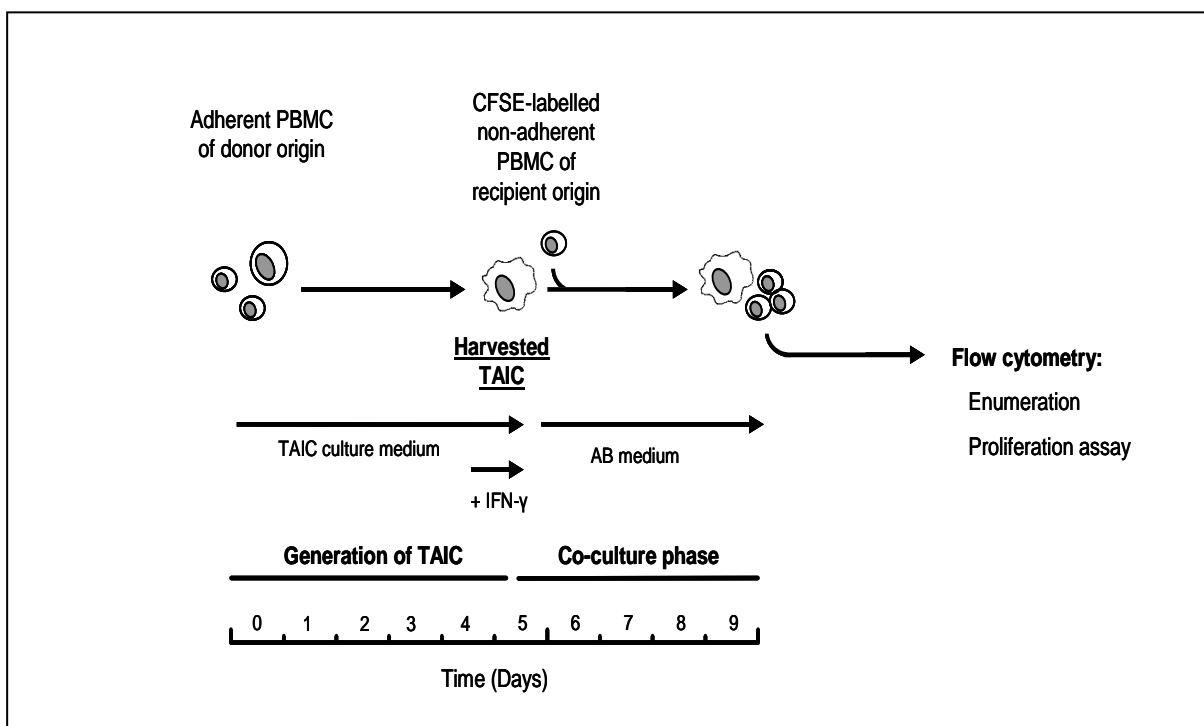 Adherent PBMC
of donor origin
CFSE-labelled
non-adherent
PBMC of
recipient origin
Harvested
TAIC
Flow cytometry:
Enumeration
Proliferation assay
TAIC culture medium
AB medium
+ IFN-γ
Generation of TAIC
Co-culture phase
0 1 2 3 4 5 6 7 8 9
Time (Days)